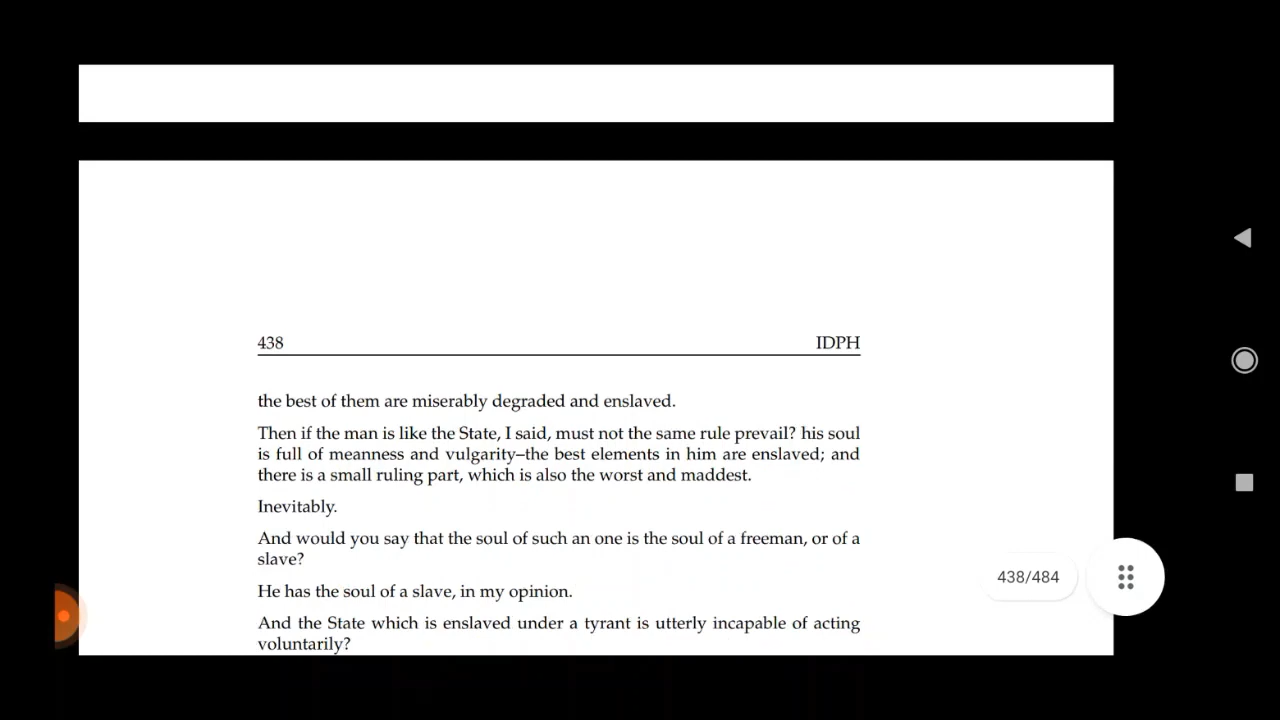 438 IDPH
the best of them are miserably degraded and enslaved.
Then if the man is like the State, I said, must not the same rule prevail? his soul
is full of meanness and vulgarity–the best elements in him are enslaved; and
there is a small ruling part, which is also the worst and maddest.
Inevitably.
And would you say that the soul of such an one is the soul of a freeman, or of a
slave?
He has the soul of a slave, in my opinion.
And the State which is enslaved under a tyrant is utterly incapable of acting
voluntarily?
438/484